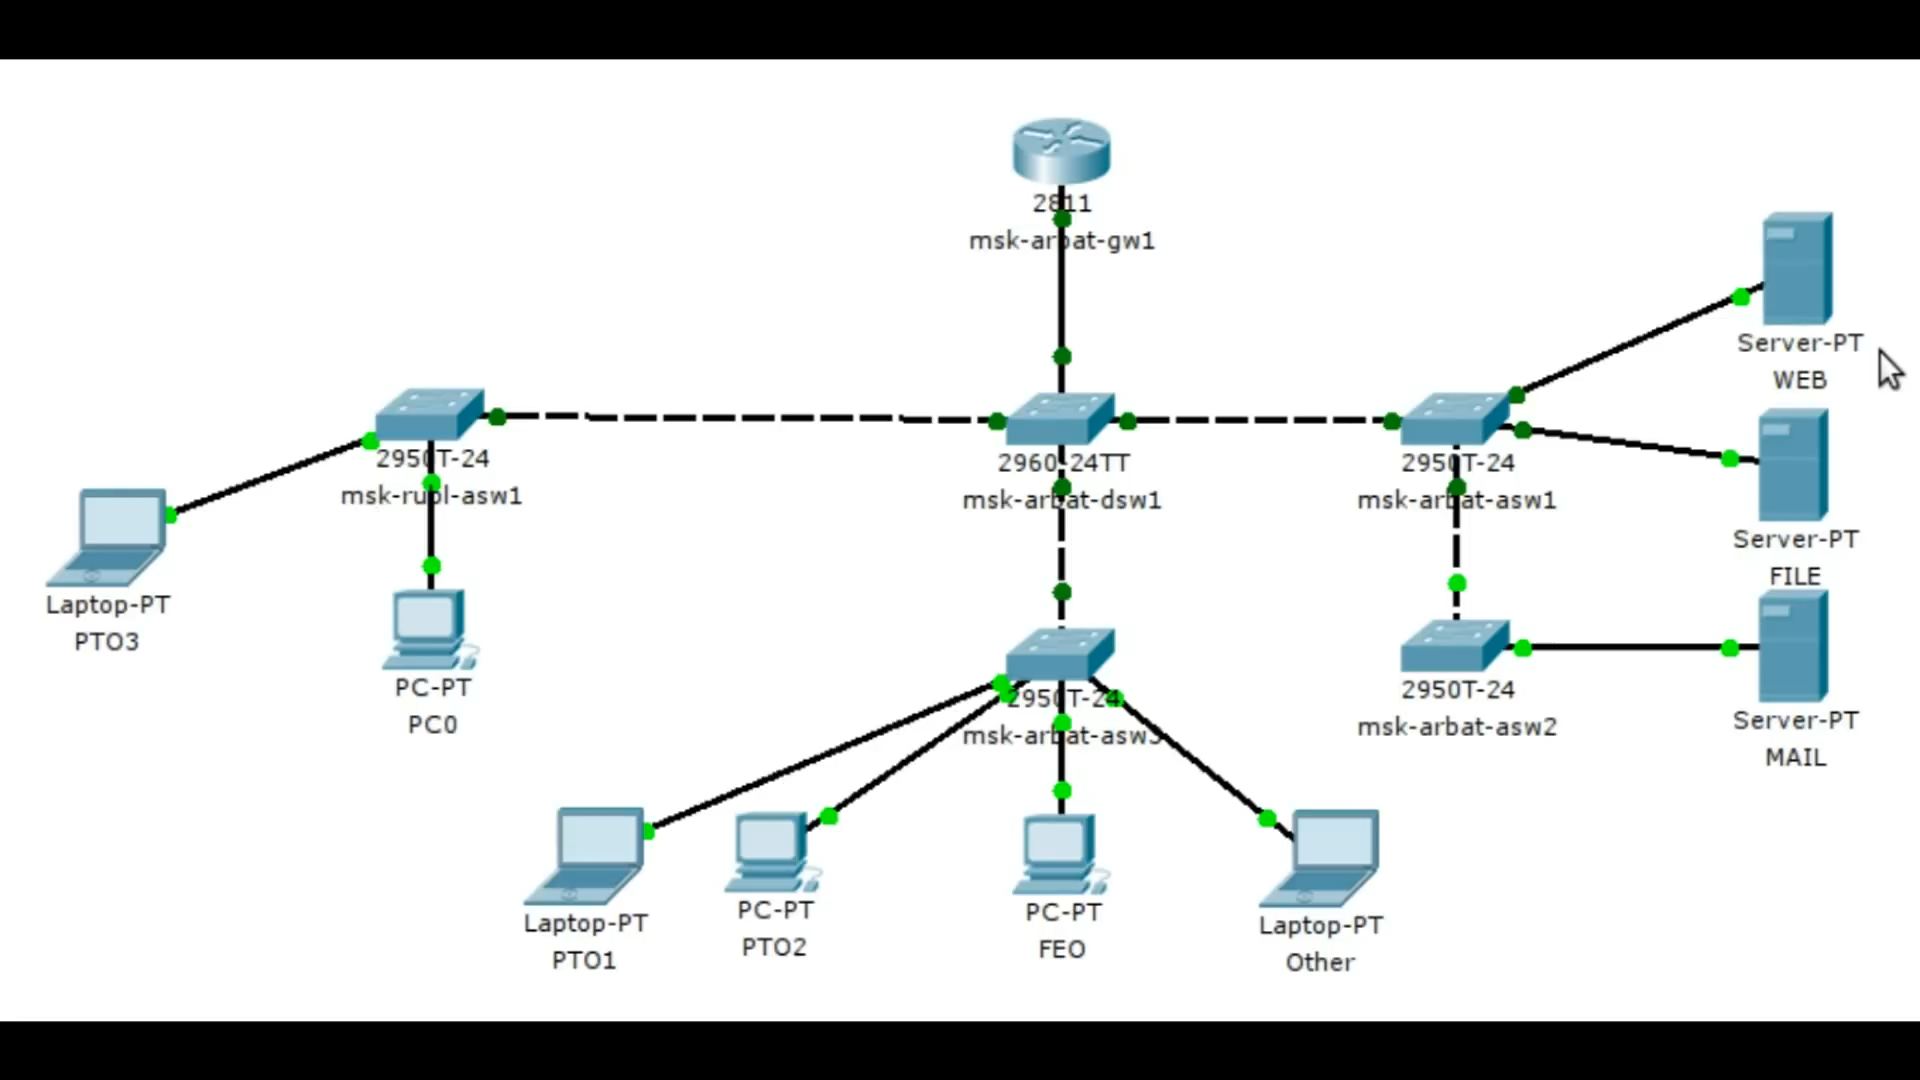 2811
msk-arbat-gw1
Server-PT
WEB
2950T-24
msk-rubl-asw1
2960-24TT
msk-arbat-dsw1
2950T-24
msk-arbat-asw1
Server-PT
FILE
Laptop-PT
PTO3
PC-PT
PC0
2950T-24
msk-arbat-asw3
2950T-24
msk-arbat-asw2
Server-PT
MAIL
Laptop-PT
PTO1
PC-PT
PTO2
PC-PT
FEO
Laptop-PT
Other